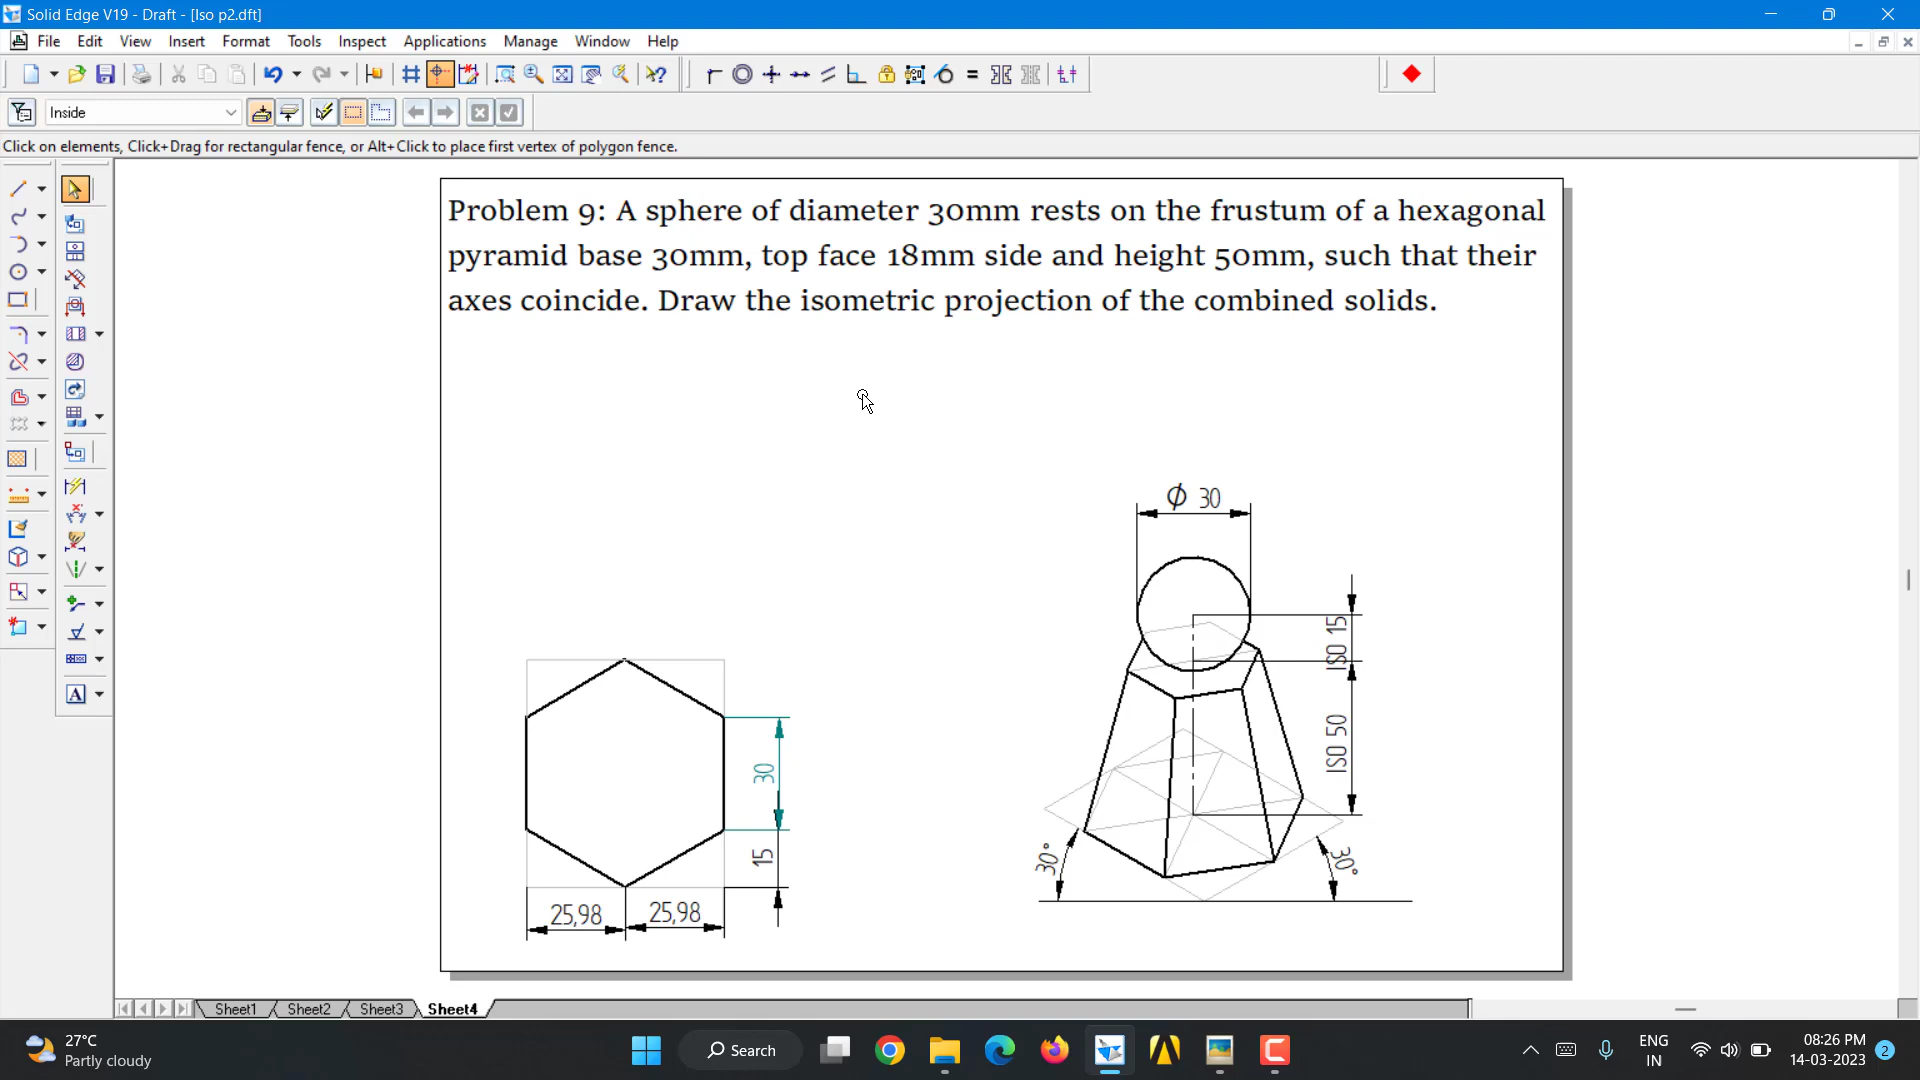 Solid Edge V19 - Draft - [Iso p2.dft]
File Edit View Insert Format Tools Inspect Applications Manage Window Help
Inside
Click on elements, Click+Drag for rectangular fence, or Alt+Click to place first vertex of polygon fence.
Problem 9: A sphere of diameter 30mm rests on the frustum of a hexagonal
pyramid base 30mm, top face 18mm side and height 50mm, such that their
axes coincide. Draw the isometric projection of the combined solids.
Φ 30
ISO 15
ISO 50
30
15
25,98 25,98
30° 30°
A
Sheet1 Sheet2 Sheet3 Sheet4
27°C
Partly cloudy
Search
ENG
IN
08:26 PM
14-03-2023
2